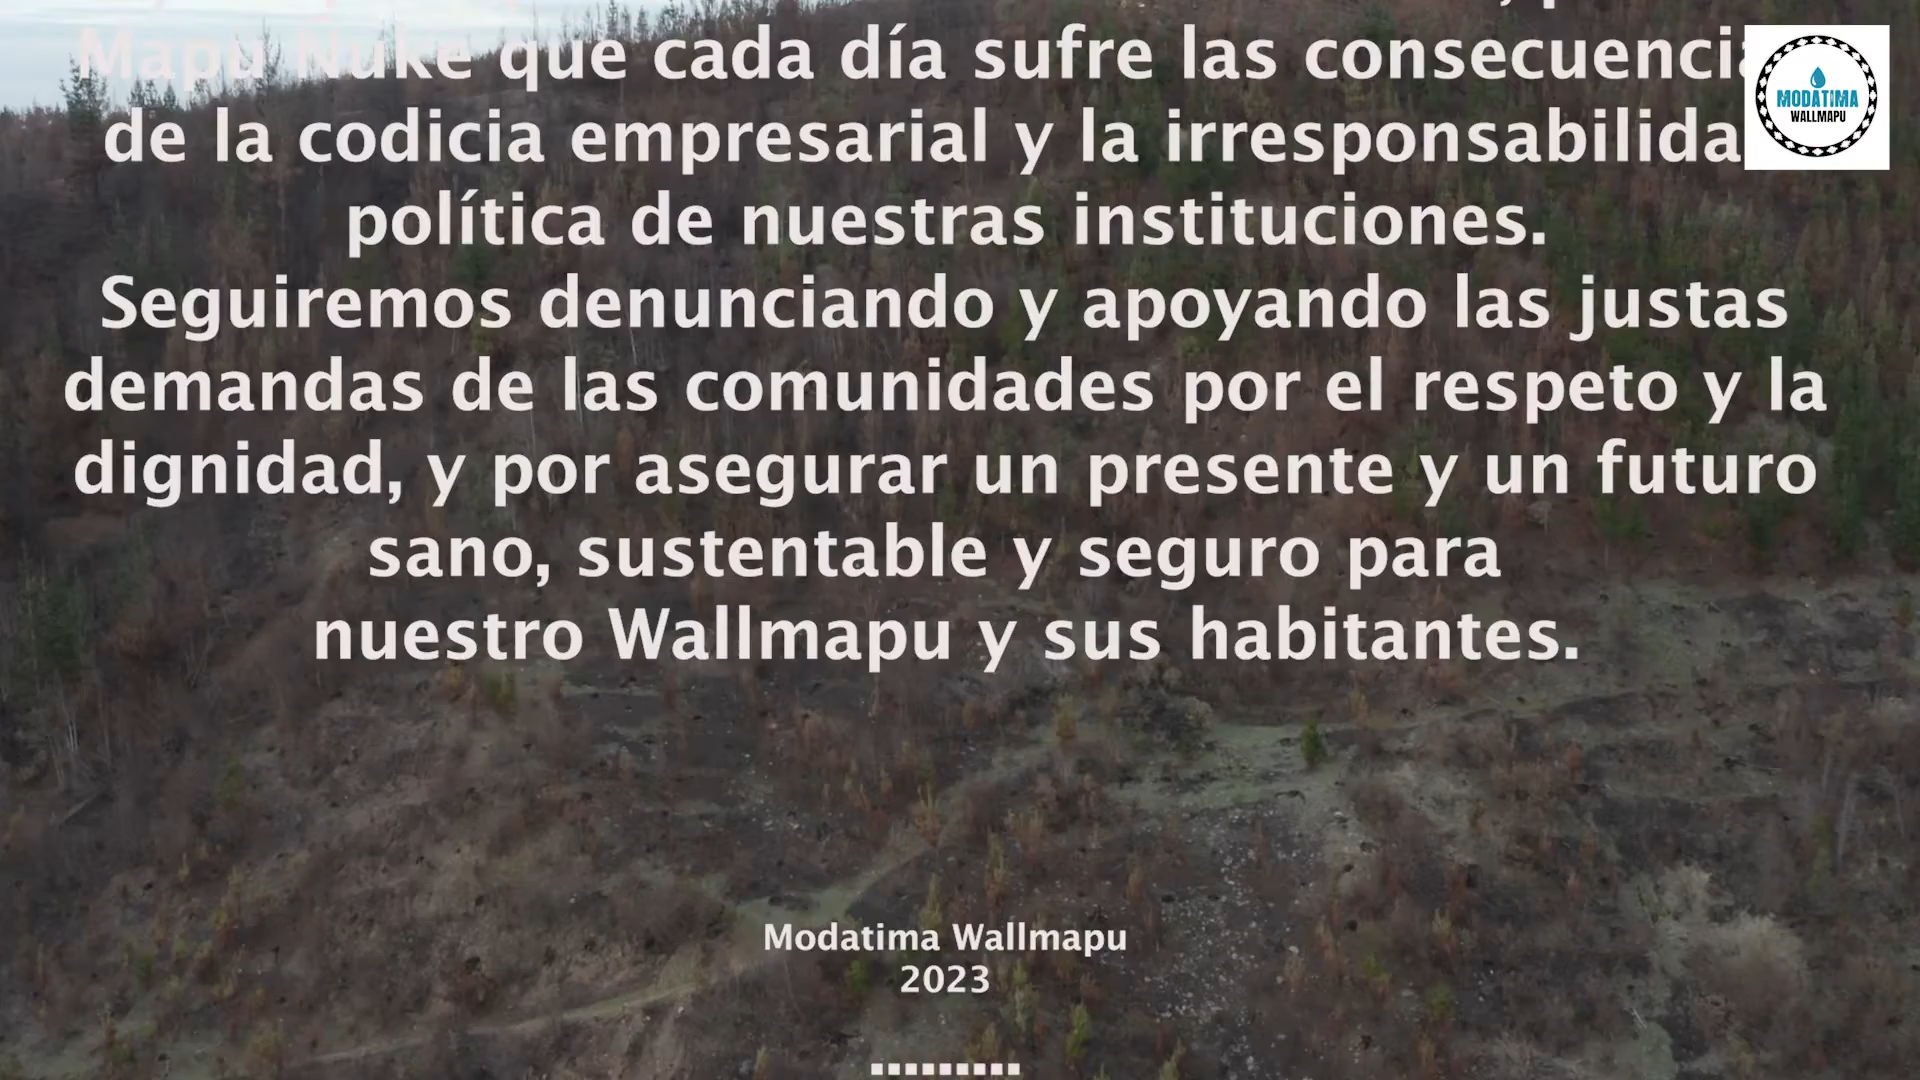 Mapu Ñuke que cada día sufre las consecuencia
de la codicia empresarial y la irresponsabilida
política de nuestras instituciones.
Seguiremos denunciando y apoyando las justas
demandas de las comunidades por el respeto y la
dignidad, y por asegurar un presente y un futuro
sano, sustentable y seguro para
nuestro Wallmapu y sus habitantes.
Modatima Wallmapu
2023
MODATIMA
WALLMAPU